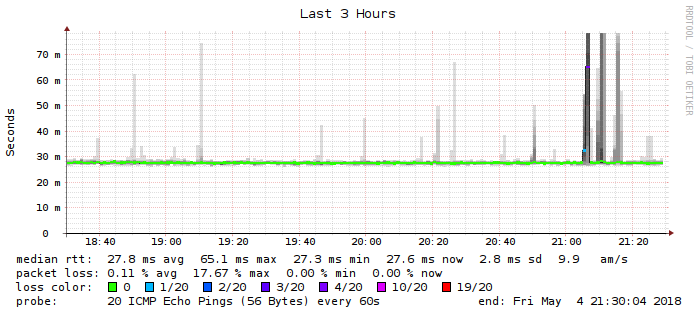 Last 3 Hours
RRDTOOL / TOBI OETIKER
Seconds
70 m
60 m
50 m
40 m
30 m
20 m
10 m
0
18:40 19:00 19:20 19:40 20:00 20:20 20:40 21:00 21:20
median rtt: 27.8 ms avg 65.1 ms max 27.3 ms min 27.6 ms now 2.8 ms sd 9.9 am/s
packet loss: 0.11 % avg 17.67 % max 0.00 % min 0.00 % now
loss color: 0 1/20 2/20 3/20 4/20 10/20 19/20
probe: 20 ICMP Echo Pings (56 Bytes) every 60s end: Fri May 4 21:30:04 2018